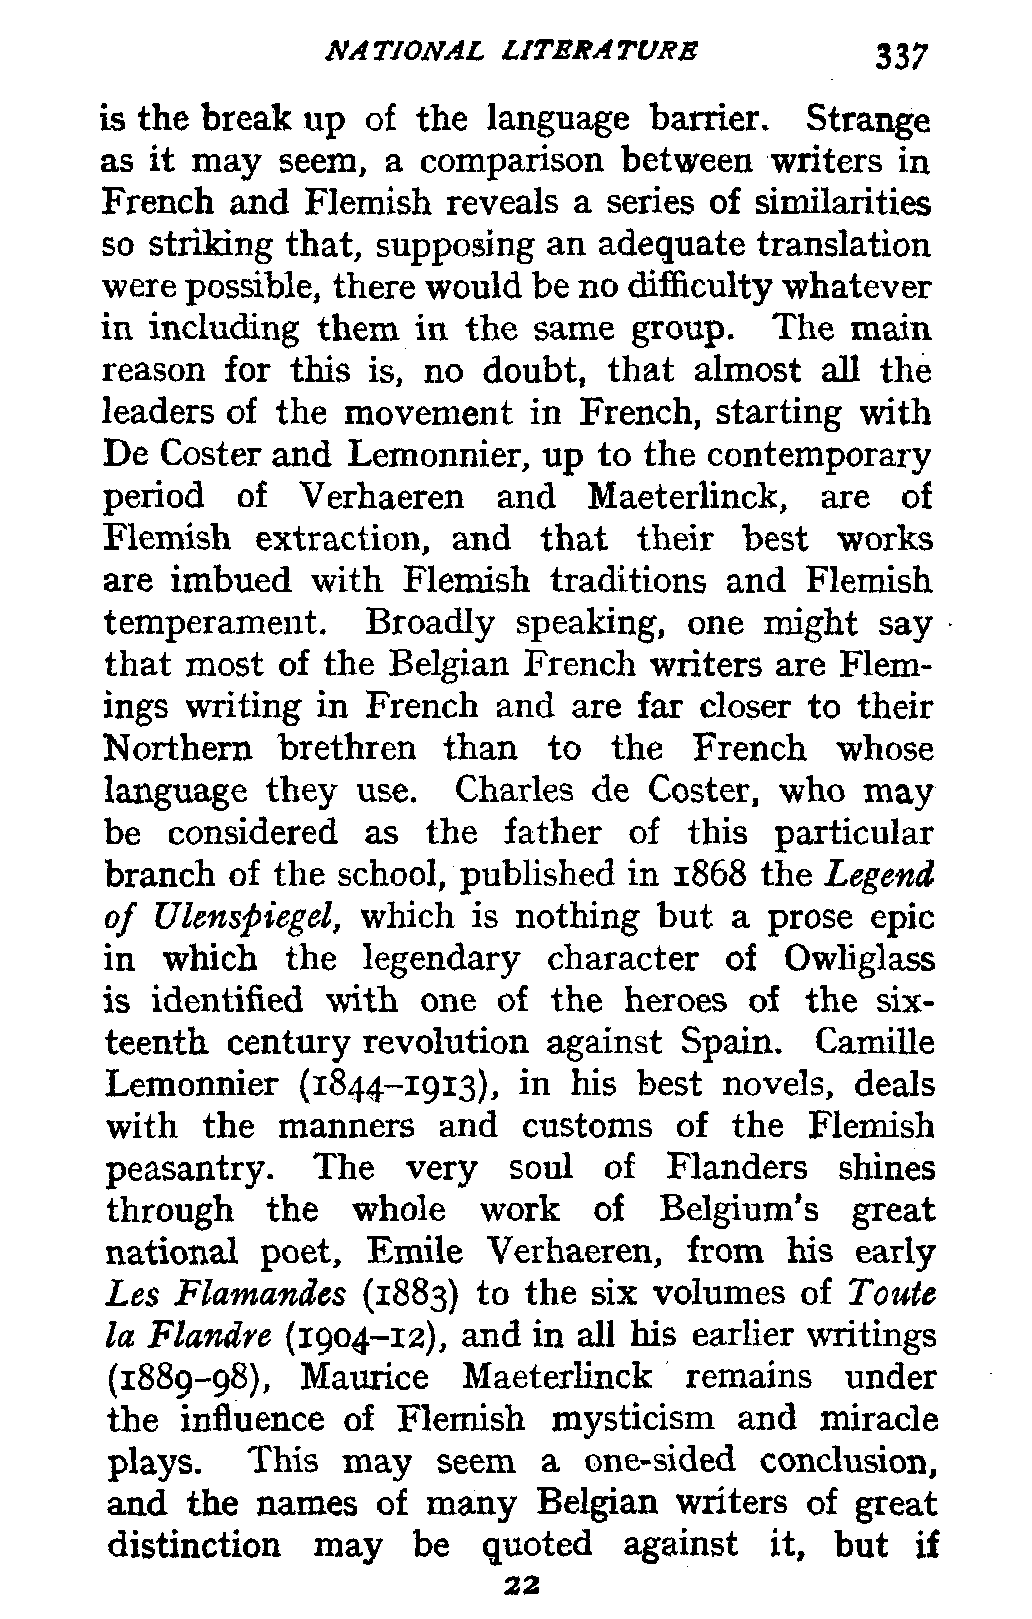 NATIONAL LITERATURE 337
is the break up of the language barrier. Strange
as it may seem, a comparison between writers in
French and Flemish reveals a series of similarities
so striking that, supposing an adequate translation
were possible, there would be no difficulty whatever
in including them in the same group. The main
reason for this is, no doubt, that almost all the
leaders of the movement in French, starting with
De Coster and Lemonnier, up to the contemporary
period of Verhaeren and Maeterlinck, are of
Flemish extraction, and that their best works
are imbued with Flemish traditions and Flemish
temperament. Broadly speaking, one might say
that most of the Belgian French writers are Flem-
ings writing in French and are far closer to their
Northern brethren than to the French whose
language they use. Charles de Coster, who may
be considered as the father of this particular
branch of the school, published in 1868 the Legend
of Ulenspiegel, which is nothing but a prose epic
in which the legendary character of Owliglass
is identified with one of the heroes of the six-
teenth century revolution against Spain. Camille
Lemonnier (1844–1913), in his best novels, deals
with the manners and customs of the Flemish
peasantry. The very soul of Flanders shines
through the whole work of Belgium's great
national poet, Emile Verhaeren, from his early
Les Flamandes (1883) to the six volumes of Toute
la Flandre (1904–12), and in all his earlier writings
(1889–98), Maurice Maeterlinck remains under
the influence of Flemish mysticism and miracle
plays. This may seem a one-sided conclusion,
and the names of many Belgian writers of great
distinction may be quoted against it, but if
22